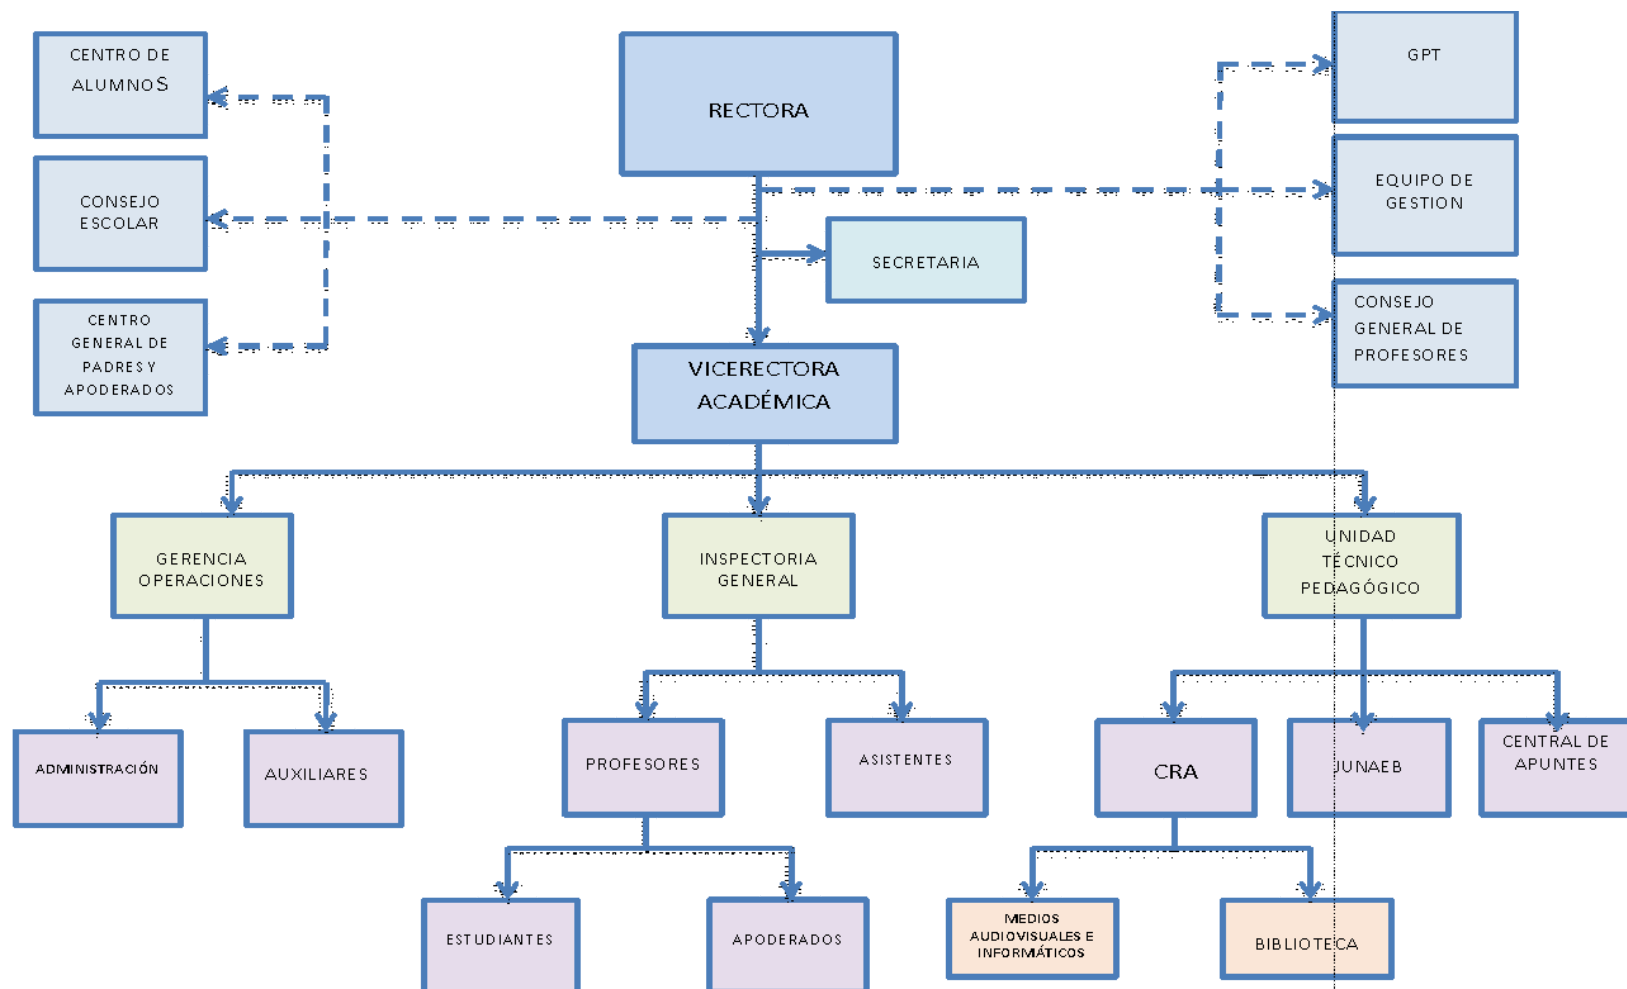 CENTRO DE
ALUMNOS
RECTORA
GPT
CONSEJO
ESCOLAR
EQUIPO DE
GESTION
SECRETARIA
CENTRO
GENERAL DE
PADRES Y
APODERADOS
CONSEJO
GENERAL DE
PROFESORES
VICERECTORA
ACADÉMICA
GERENCIA
OPERACIONES
INSPECTORIA
GENERAL
UNIDAD
TÉCNICO
PEDAGÓGICO
ADMINISTRACIÓN
AUXILIARES
PROFESORES
ASISTENTES
CRA
JUNAEB
CENTRAL DE
APUNTES
ESTUDIANTES
APODERADOS
MEDIOS
AUDIOVISUALES E
INFORMÁTICOS
BIBLIOTECA